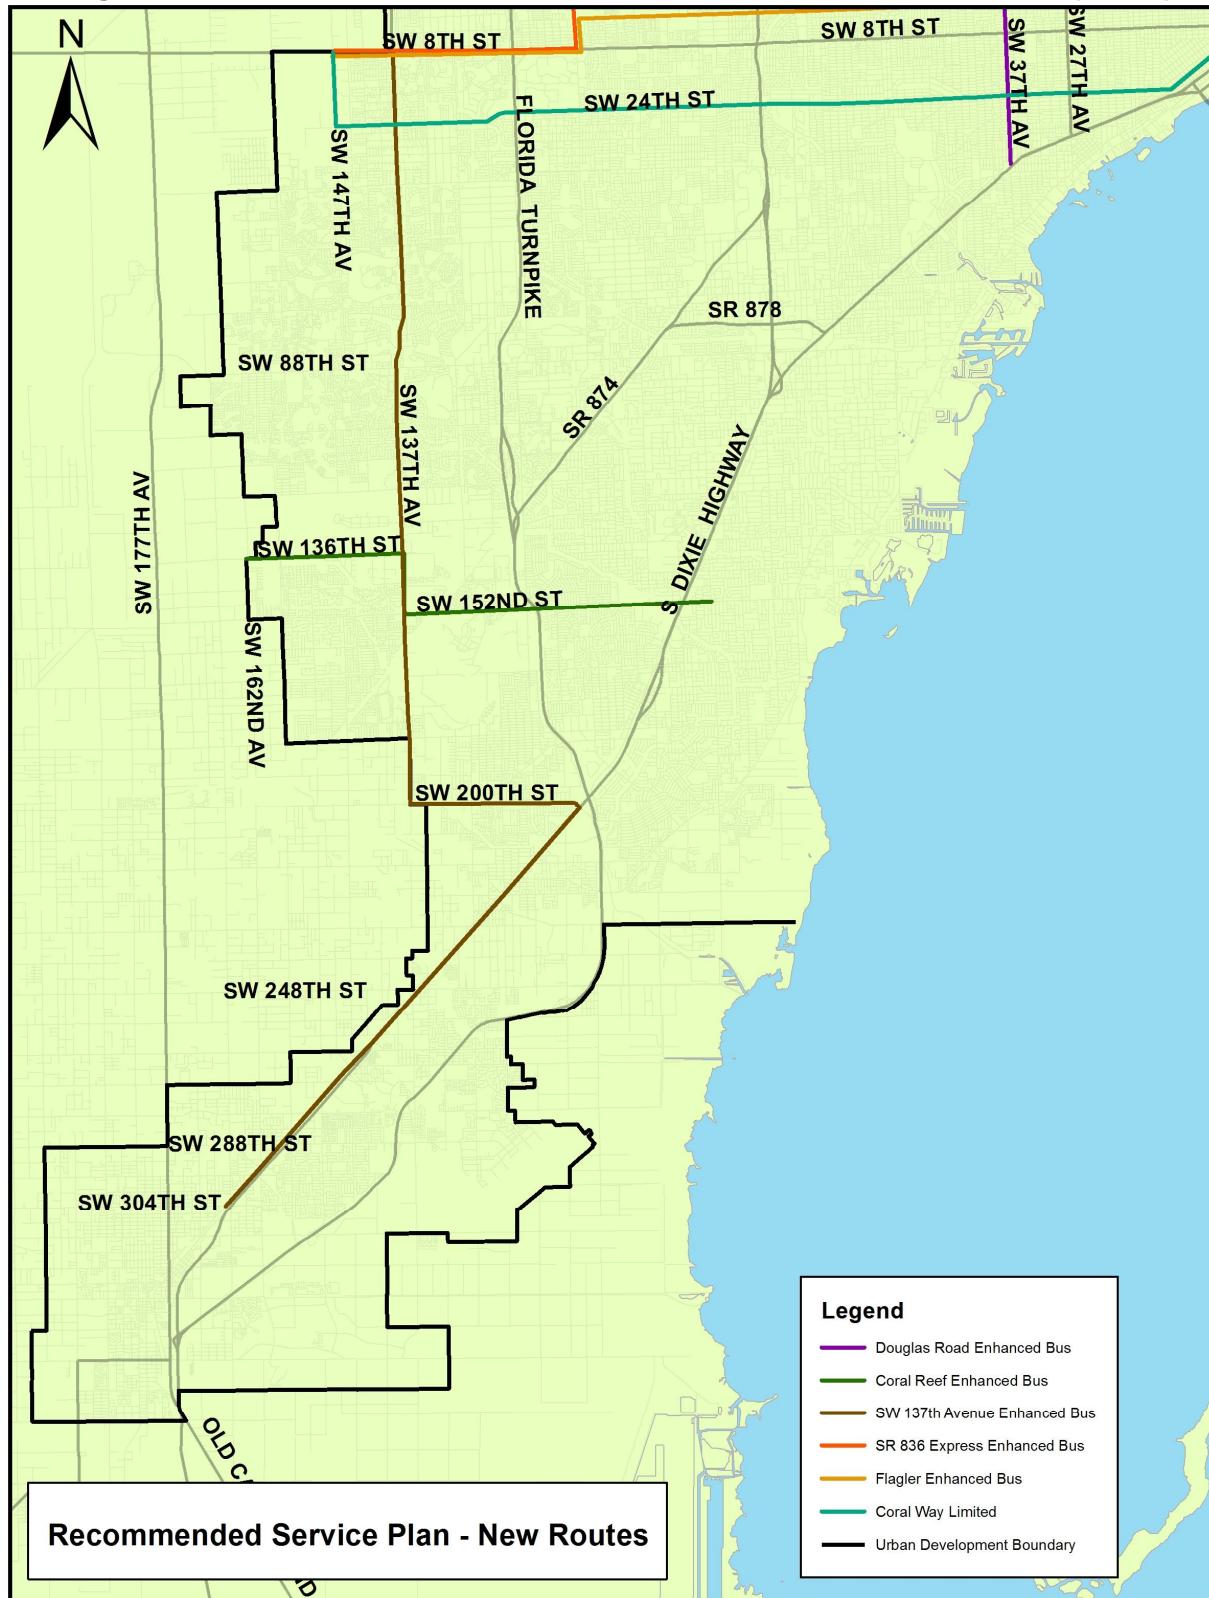 N
SW 8TH ST
SW 8TH ST
SW 37TH AV
SW 27TH AV
SW 24TH ST
FLORIDA TURNPIKE
SW 147TH AV
SR 878
SW 88TH ST
SR 874
SW 137TH AV
S DIXIE HIGHWAY
SW 177TH AV
SW 136TH ST
SW 152ND ST
SW 162ND AV
SW 200TH ST
SW 248TH ST
SW 288TH ST
SW 304TH ST
OLD
Legend
Douglas Road Enhanced Bus
Coral Reef Enhanced Bus
SW 137th Avenue Enhanced Bus
SR 836 Express Enhanced Bus
Flagler Enhanced Bus
Coral Way Limited
Urban Development Boundary
Recommended Service Plan - New Routes